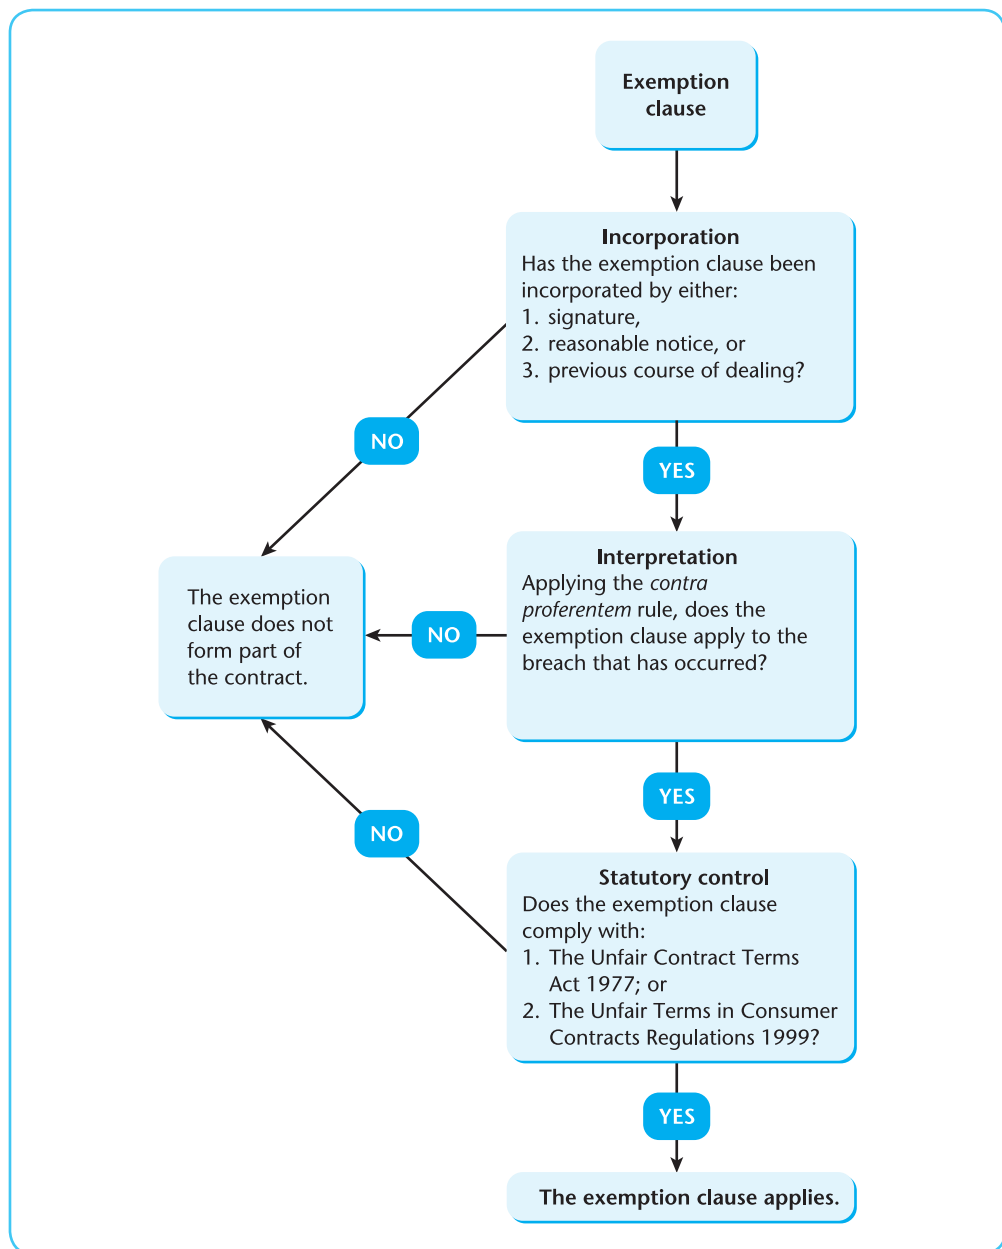 Exemption
clause
Incorporation
Has the exemption clause been
incorporated by either:
1. signature,
2. reasonable notice, or
3. previous course of dealing?
NO
YES
Interpretation
Applying the contra
proferentem rule, does the
exemption clause apply to the
breach that has occurred?
The exemption
clause does not
form part of
the contract.
NO
YES
NO
Statutory control
Does the exemption clause
comply with:
1. The Unfair Contract Terms
Act 1977; or
2. The Unfair Terms in Consumer
Contracts Regulations 1999?
YES
The exemption clause applies.